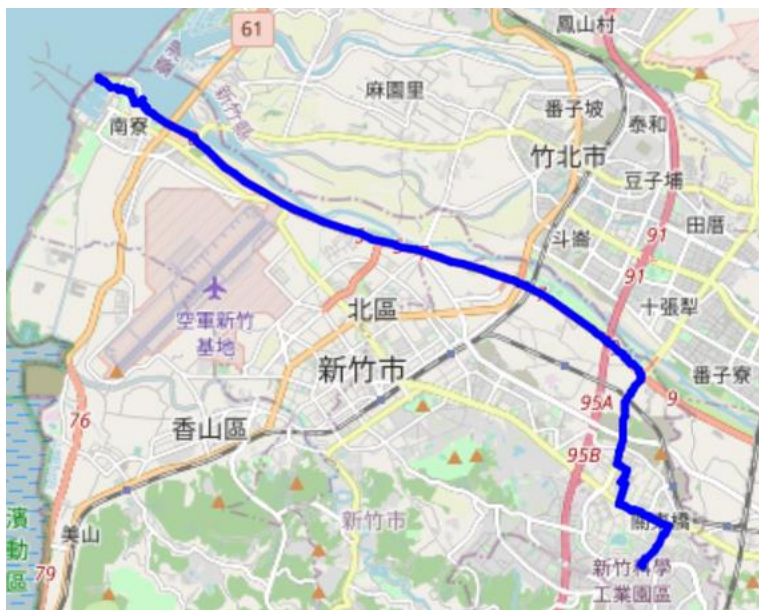 鳳山村
61
麻園里
新竹縣
番子坡
泰和
南寮
竹北市
豆子埔
田厝
斗崙
91
91
空軍新竹
基地
北區
十張犁
新竹市
番子寮
76
95A
9
香山區
95B
新竹市
關東橋
美山
濱
動
區
新竹科學
工業園區
79